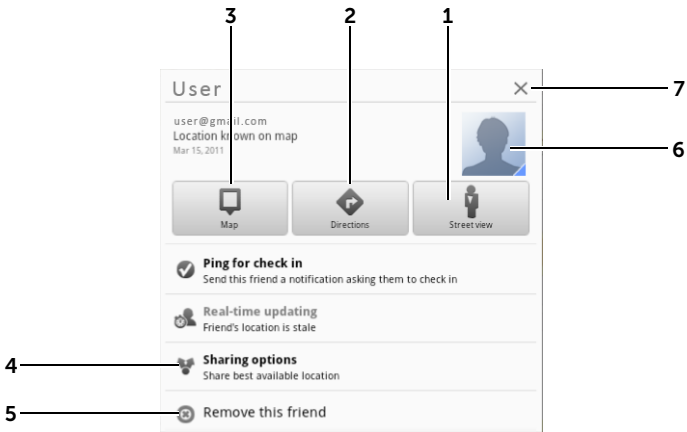 3
2
1
User
7
user@gmail.com
Location known on map
Mar 15, 2011
6
Map
Directions
Street view
Ping for check in
Send this friend a notification asking them to check in
Real-time updating
Friend's location is stale
Sharing options
4
Share best available location
5
Remove this friend